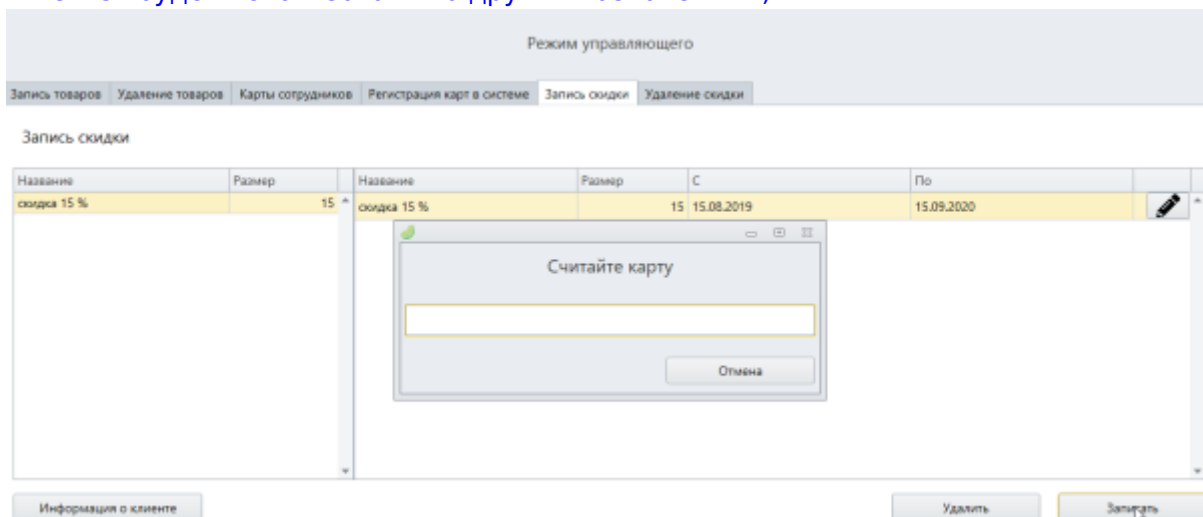 Режим управляющего
Запись товаров Удаление товаров Карты сотрудников Регистрация карт в системе Запись скидки Удаление скидки
Запись скидки
Название Размер Название Размер С По
скидка 15 % 15 скидка 15 % 15 15.08.2019 15.09.2020
Считайте карту
Отмена
Информация о клиенте Удалить Записать